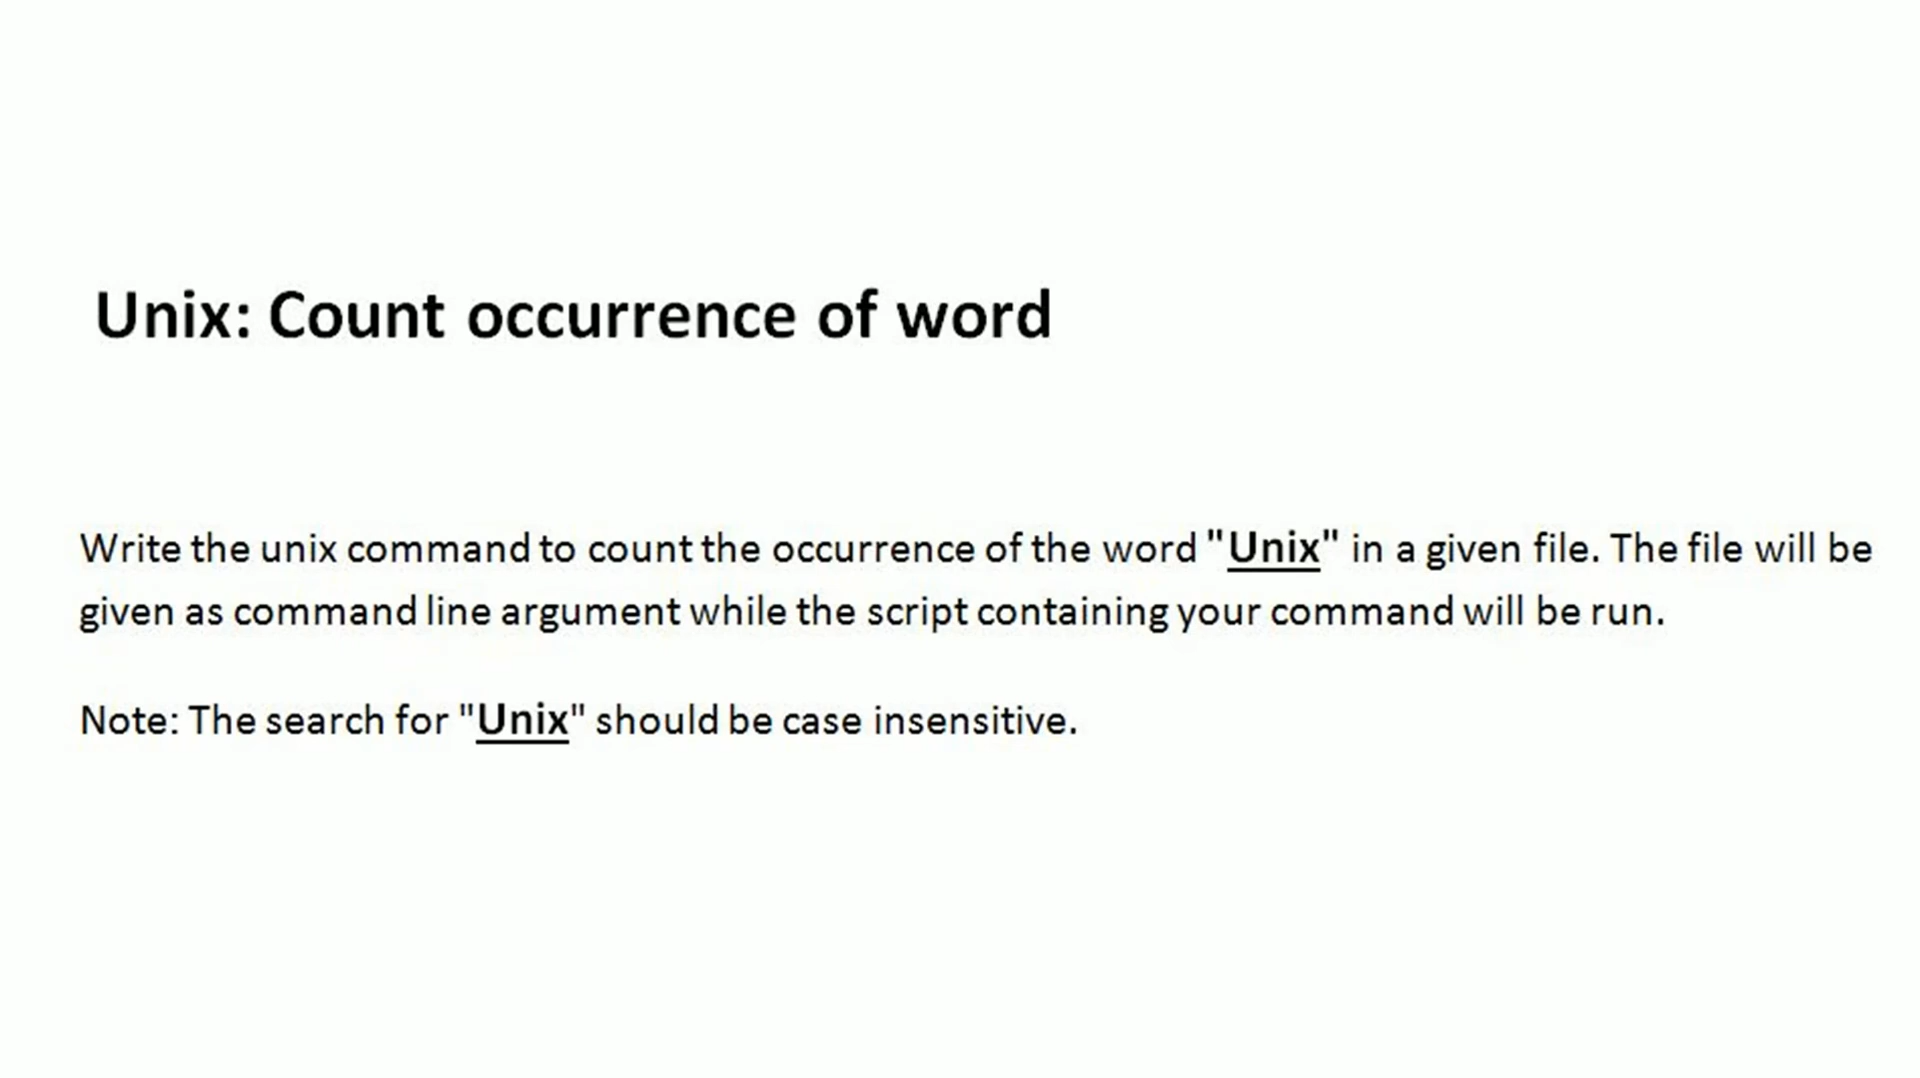 Unix: Count occurrence of word
Write the unix command to count the occurrence of the word "Unix" in a given file. The file will be
given as command line argument while the script containing your command will be run.
Note: The search for "Unix" should be case insensitive.